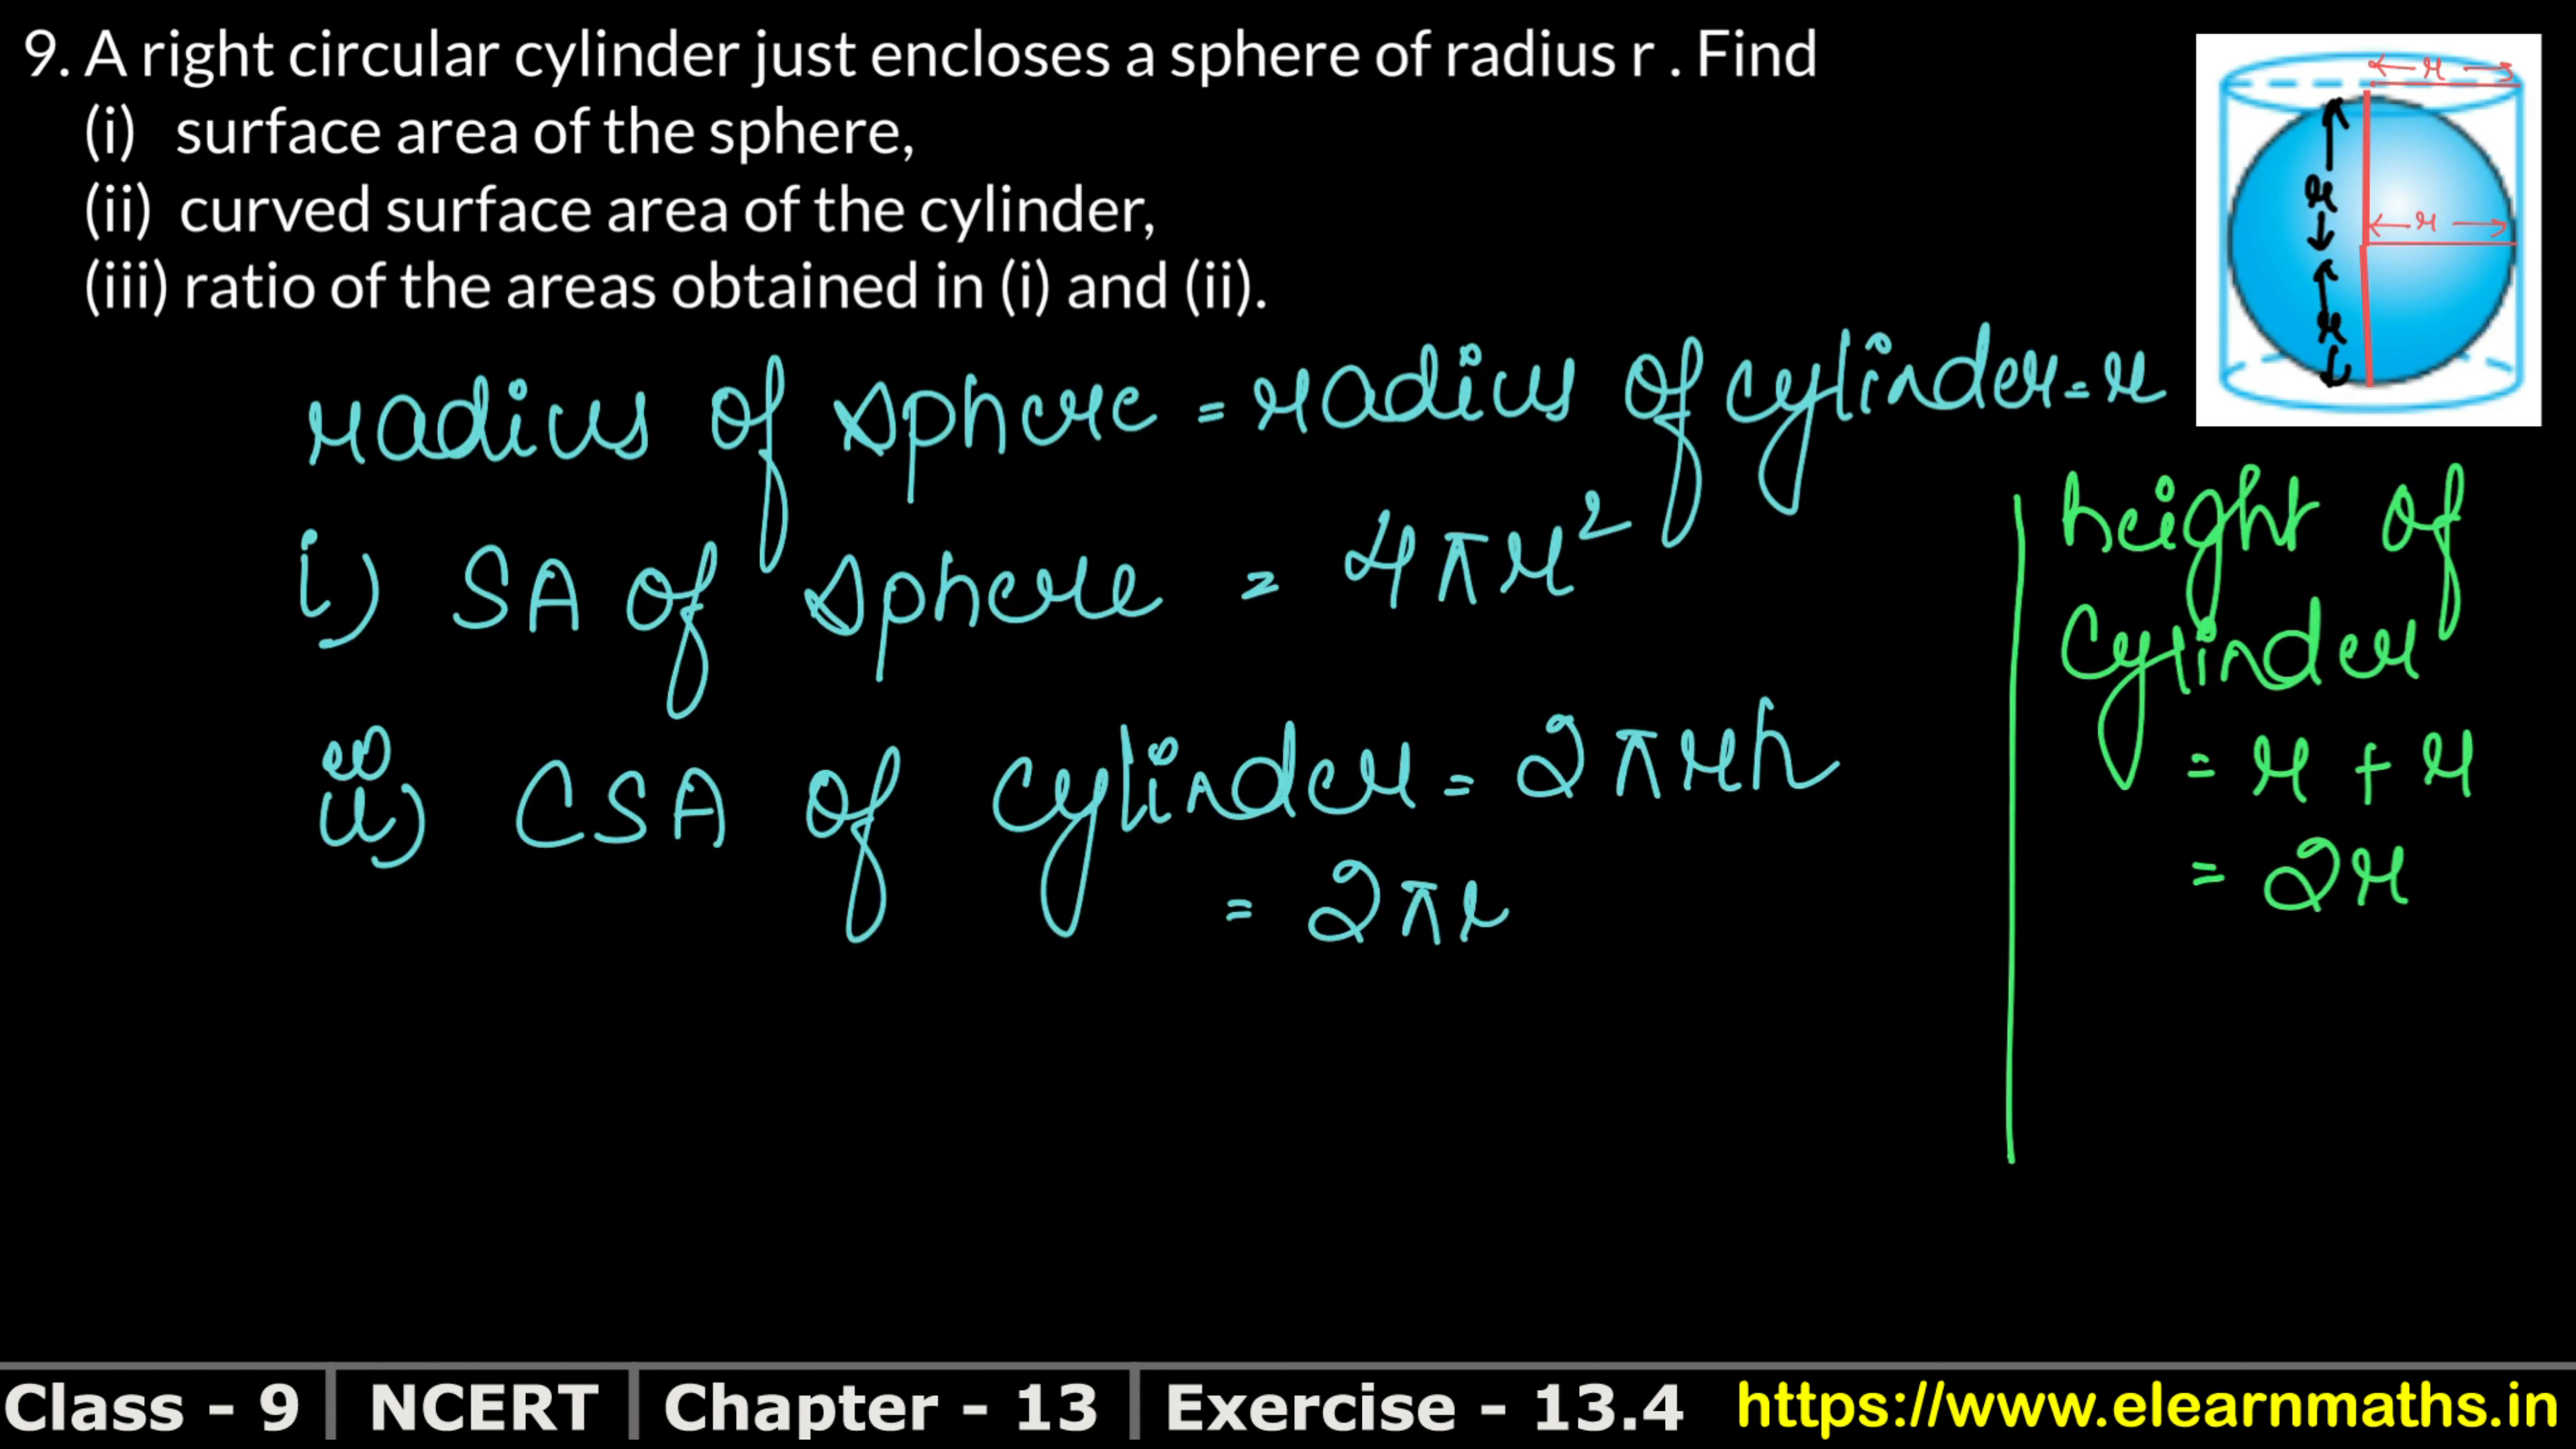 9. A right circular cylinder just encloses a sphere of radius r . Find
(i) surface area of the sphere,
(ii) curved surface area of the cylinder,
(iii) ratio of the areas obtained in (i) and (ii).
r
r
r
r
radius of sphere = radius of cylinder = r
i) SA of sphere = 4πr²
ii) CSA of cylinder = 2πrh
= 2πr
height of
cylinder
= r + r
= 2r
Class - 9 | NCERT | Chapter - 13 | Exercise - 13.4 https://www.elearnmaths.in